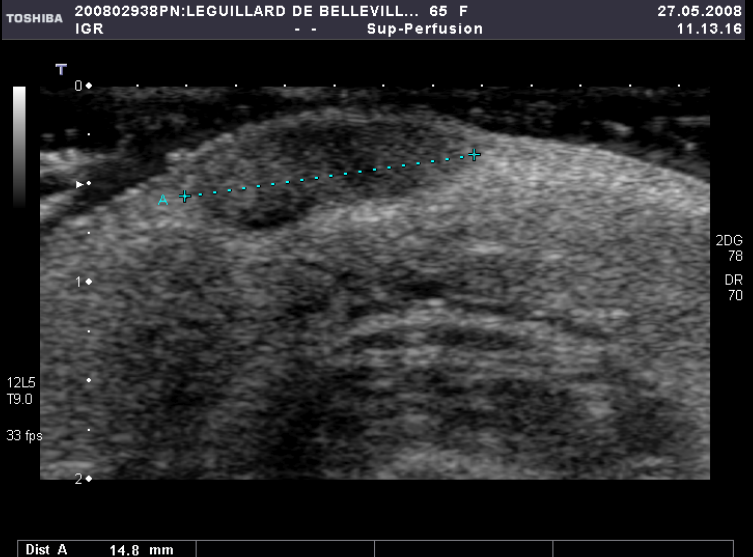 TOSHIBA
200802938PN:LEGUILLARD DE BELLEVILL... 65 F
27.05.2008
IGR
- -
Sup-Perfusion
11.13.16
T
0
A
1
2
2DG
78
DR
70
12L5
T9.0
33 fps
Dist A 14.8 mm